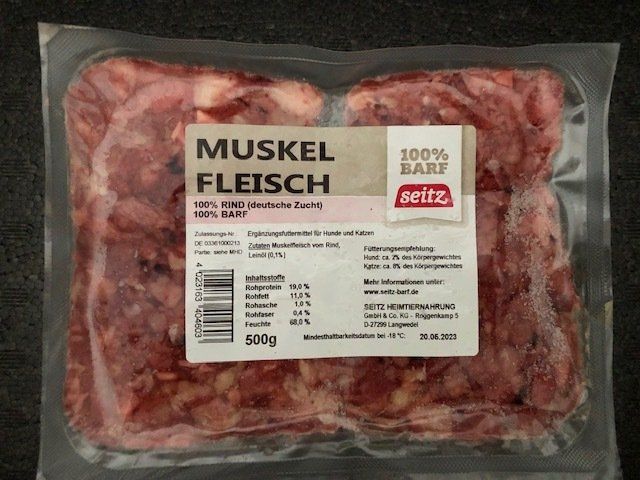 MUSKEL
FLEISCH
100% BARF
seitz
100% RIND (deutsche Zucht)
100% BARF
Zulassungs-Nr.:
DE 03361000213
Partie: siehe MHD
Ergänzungsfuttermittel für Hunde und Katzen
Zutaten Muskelfleisch vom Rind,
Leinöl (0,1%)
Fütterungsempfehlung:
Hund: ca. 2% des Körpergewichtes
Katze: ca. 8% des Körpergewichtes
Mehr Informationen unter:
www.seitz-barf.de
Inhaltsstoffe
Rohprotein 19,0 %
Rohfett 11,0 %
Rohasche 1,0 %
Rohfaser 0,4 %
Feuchte 68,0 %
SEITZ HEIMTIERNAHRUNG
GmbH & Co. KG - Roggenkamp 5
D-27299 Langwedel
4 023163 404603
500g
Mindesthaltbarkeitsdatum bei -18 °C: 20.05.2023